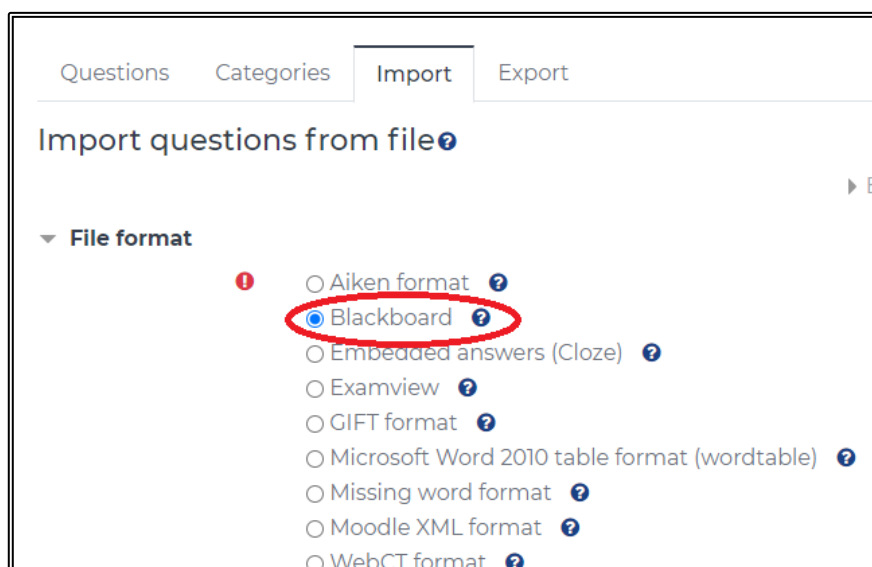 Questions Categories Import Export
Import questions from file
File format
Aiken format
Blackboard
Embedded answers (Cloze)
Examview
GIFT format
Microsoft Word 2010 table format (wordtable)
Missing word format
Moodle XML format
WebCT format